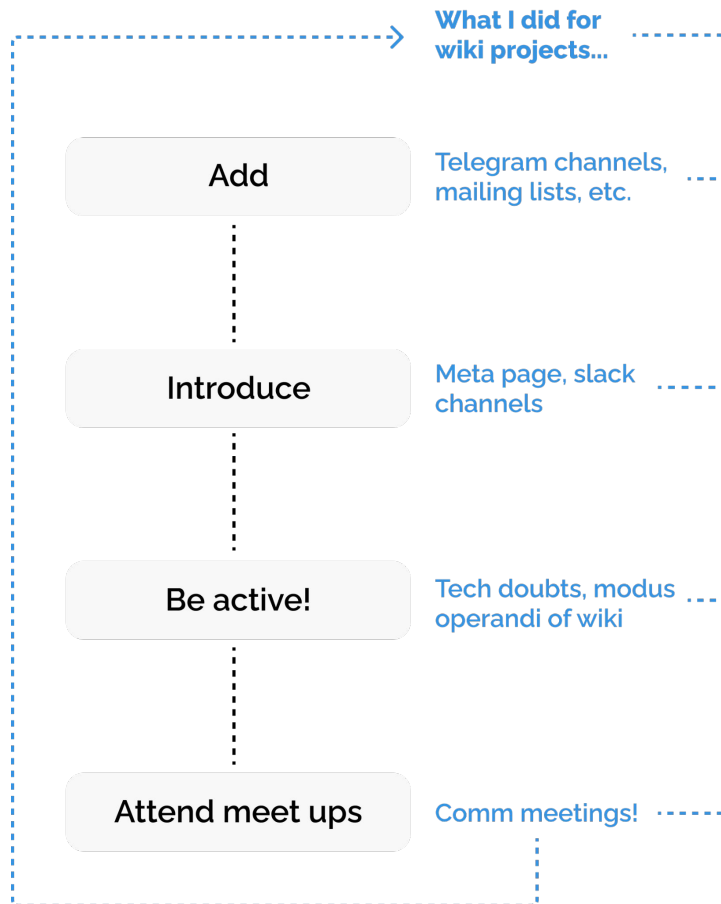 What I did for
wiki projects...
Add
Telegram channels,
mailing lists, etc.
Introduce
Meta page, slack
channels
Be active!
Tech doubts, modus
operandi of wiki
Attend meet ups
Comm meetings!